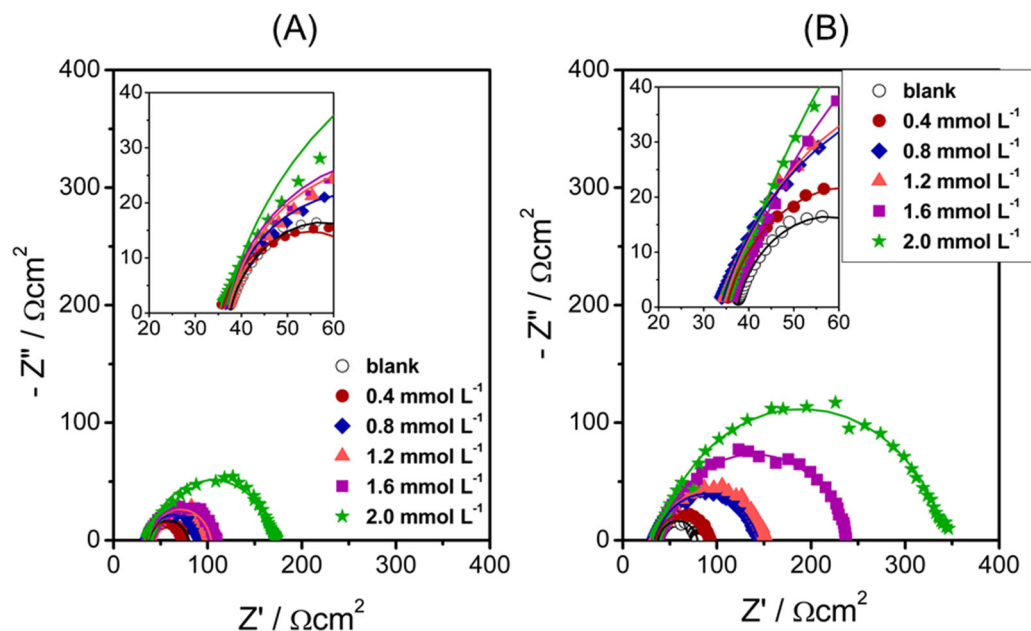 (A)
400
300
200
100
0
0
100
200
300
400
- Z" / Ωcm²
Z' / Ωcm²
40
30
20
10
0
20
30
40
50
60
blank
0.4 mmol L⁻¹
0.8 mmol L⁻¹
1.2 mmol L⁻¹
1.6 mmol L⁻¹
2.0 mmol L⁻¹
(B)
400
300
200
100
0
0
100
200
300
400
- Z" / Ωcm²
Z' / Ωcm²
40
30
20
10
0
20
30
40
50
60
blank
0.4 mmol L⁻¹
0.8 mmol L⁻¹
1.2 mmol L⁻¹
1.6 mmol L⁻¹
2.0 mmol L⁻¹